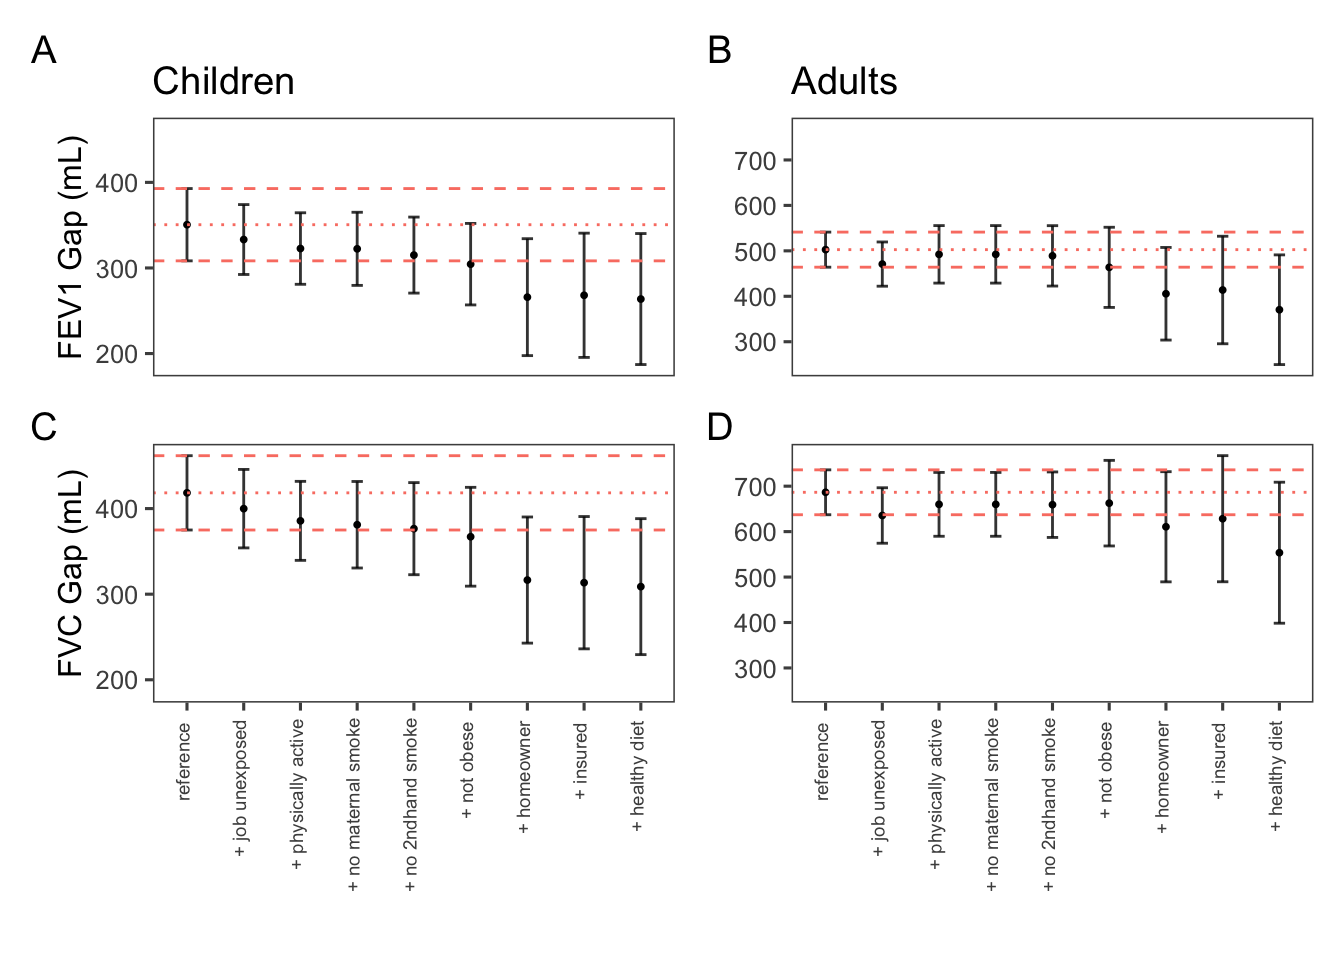 A
Children
FEV1 Gap (mL)
400
300
200
B
Adults
700
600
500
400
300
C
FVC Gap (mL)
400
300
200
reference
+ job unexposed
+ physically active
+ no maternal smoke
+ no 2ndhand smoke
+ not obese
+ homeowner
+ insured
+ healthy diet
D
700
600
500
400
300
reference
+ job unexposed
+ physically active
+ no maternal smoke
+ no 2ndhand smoke
+ not obese
+ homeowner
+ insured
+ healthy diet